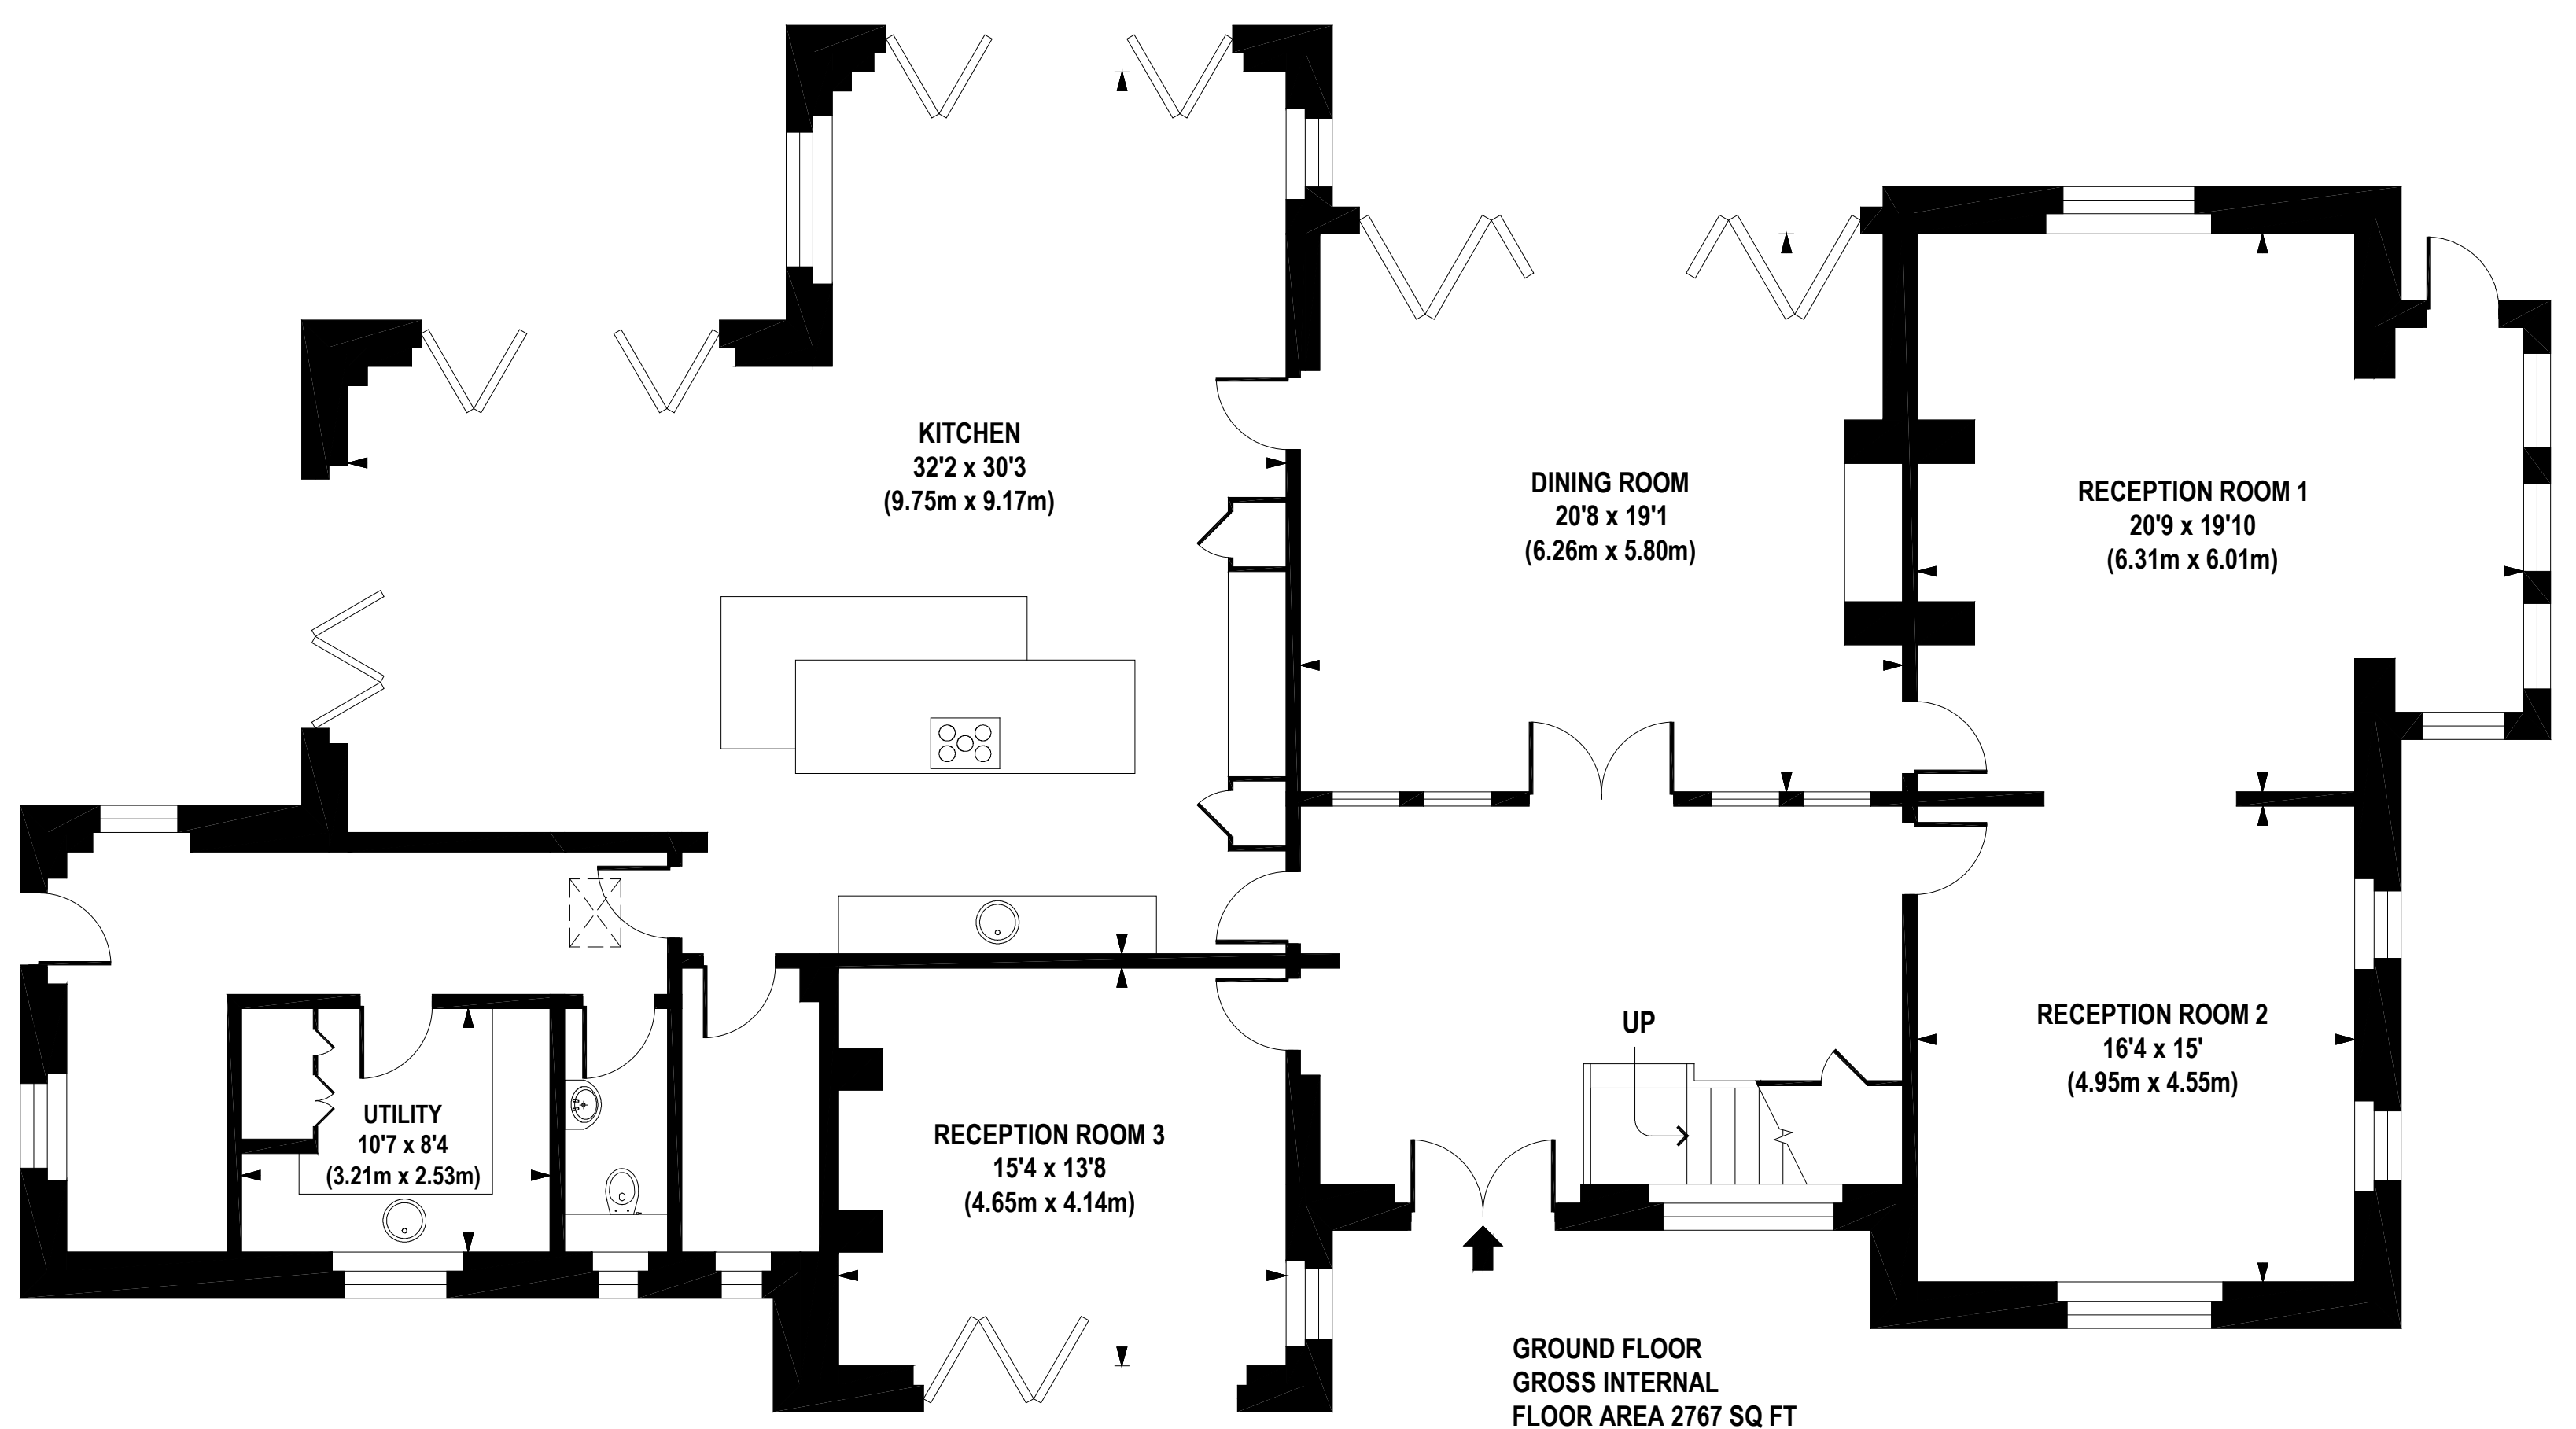 KITCHEN
32'2 x 30'3
(9.75m x 9.17m)
DINING ROOM
20'8 x 19'1
(6.26m x 5.80m)
RECEPTION ROOM 1
20'9 x 19'10
(6.31m x 6.01m)
UP
RECEPTION ROOM 2
16'4 x 15'
(4.95m x 4.55m)
UTILITY
10'7 x 8'4
(3.21m x 2.53m)
RECEPTION ROOM 3
15'4 x 13'8
(4.65m x 4.14m)
GROUND FLOOR
GROSS INTERNAL
FLOOR AREA 2767 SQ FT